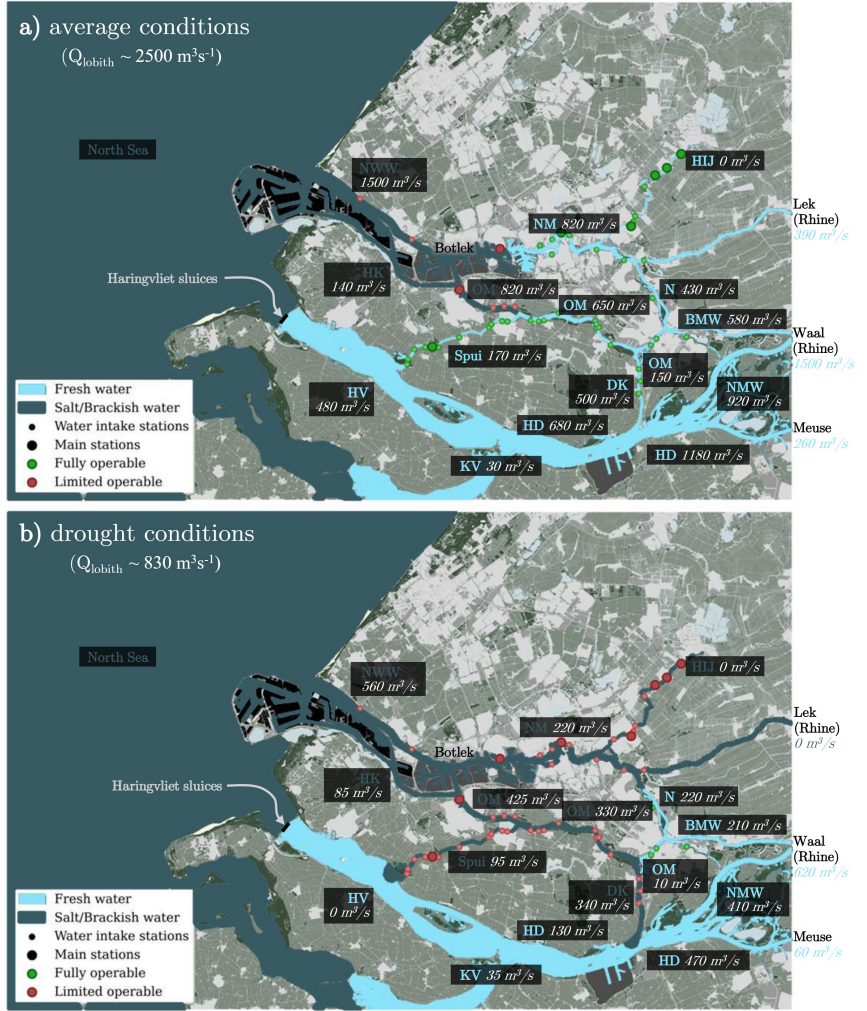 a) average conditions
(Qlobith ~ 2500 m³s⁻¹)
North Sea
NWW
1500 m³/s
HIJ 0 m³/s
Lek
(Rhine)
390 m³/s
NM 820 m³/s
Botlek
HK
140 m³/s
Haringvliet sluices
OM 820 m³/s
OM 650 m³/s
N 430 m³/s
BMW 580 m³/s
Waal
(Rhine)
1500 m³/s
Spui 170 m³/s
OM
150 m³/s
DK
500 m³/s
NMW
920 m³/s
HV
480 m³/s
HD 680 m³/s
Meuse
260 m³/s
HD 1180 m³/s
KV 30 m³/s
Fresh water
Salt/Brackish water
Water intake stations
Main stations
Fully operable
Limited operable
b) drought conditions
(Qlobith ~ 830 m³s⁻¹)
North Sea
NWW
560 m³/s
HIJ 0 m³/s
Lek
(Rhine)
0 m³/s
NM 220 m³/s
Botlek
HK
85 m³/s
Haringvliet sluices
OM 425 m³/s
OM 330 m³/s
N 220 m³/s
BMW 210 m³/s
Waal
(Rhine)
620 m³/s
Spui 95 m³/s
OM
10 m³/s
DK
340 m³/s
NMW
410 m³/s
HV
0 m³/s
HD 130 m³/s
Meuse
60 m³/s
HD 470 m³/s
KV 35 m³/s
Fresh water
Salt/Brackish water
Water intake stations
Main stations
Fully operable
Limited operable